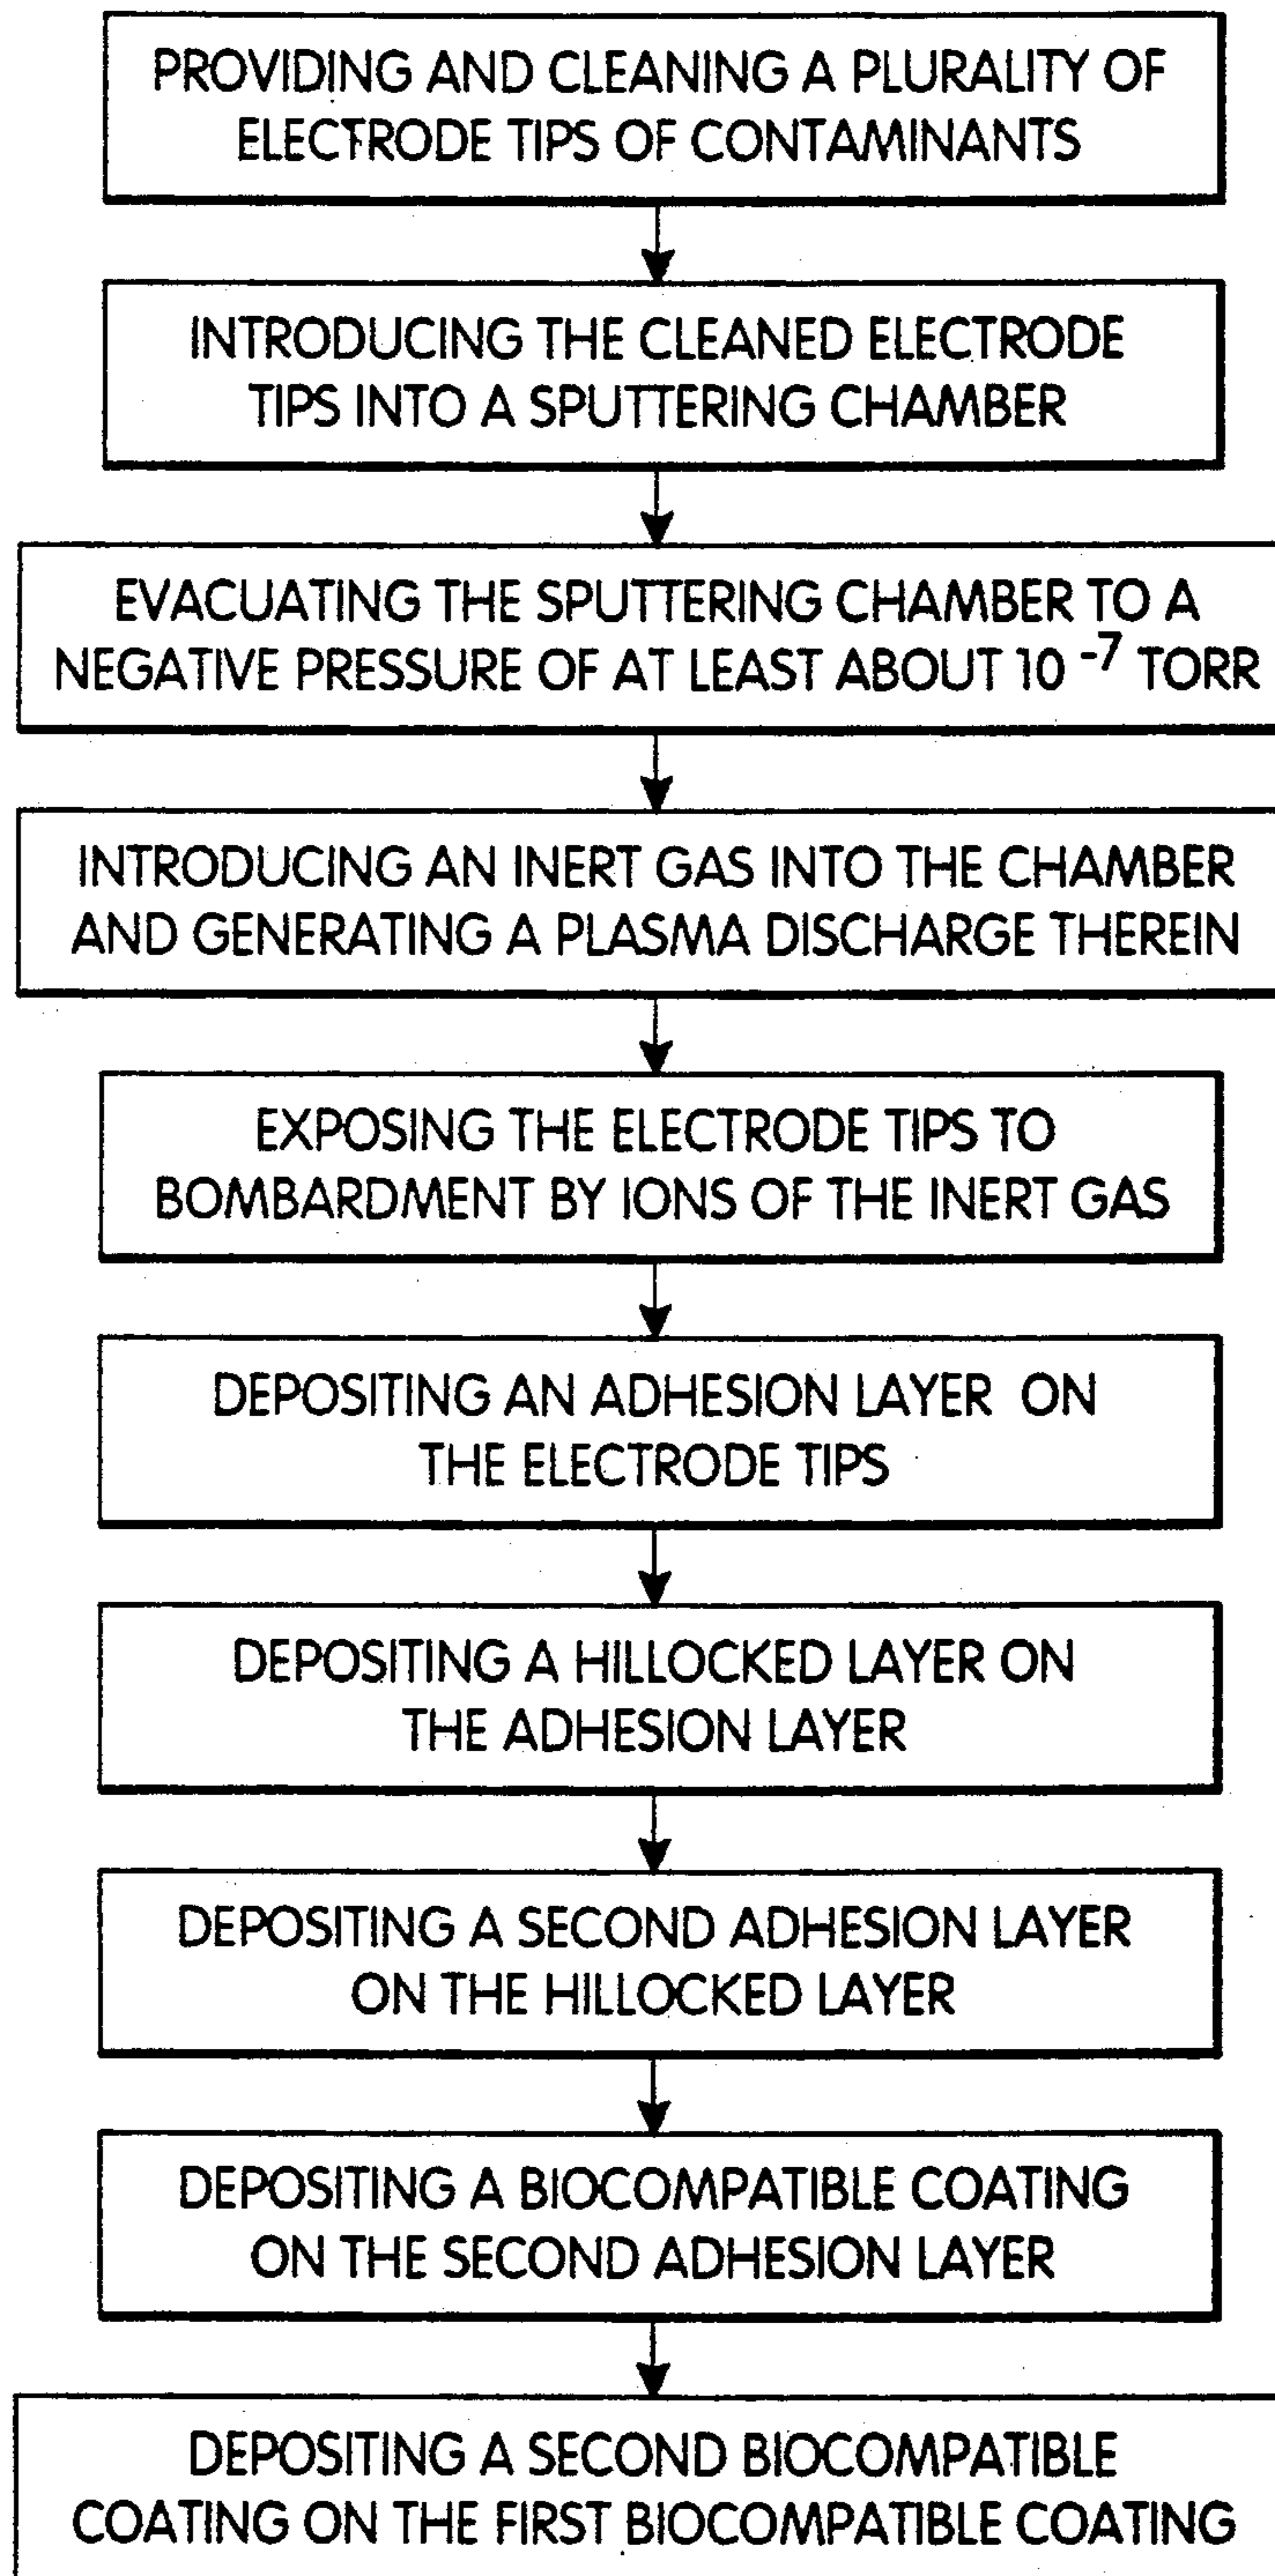 PROVIDING AND CLEANING A PLURALITY OF
ELECTRODE TIPS OF CONTAMINANTS
INTRODUCING THE CLEANED ELECTRODE
TIPS INTO A SPUTTERING CHAMBER
EVACUATING THE SPUTTERING CHAMBER TO A
NEGATIVE PRESSURE OF AT LEAST ABOUT 10⁻⁷ TORR
INTRODUCING AN INERT GAS INTO THE CHAMBER
AND GENERATING A PLASMA DISCHARGE THEREIN
EXPOSING THE ELECTRODE TIPS TO
BOMBARDMENT BY IONS OF THE INERT GAS
DEPOSITING AN ADHESION LAYER ON
THE ELECTRODE TIPS
DEPOSITING A HILLOCKED LAYER ON
THE ADHESION LAYER
DEPOSITING A SECOND ADHESION LAYER
ON THE HILLOCKED LAYER
DEPOSITING A BIOCOMPATIBLE COATING
ON THE SECOND ADHESION LAYER
DEPOSITING A SECOND BIOCOMPATIBLE
COATING ON THE FIRST BIOCOMPATIBLE COATING